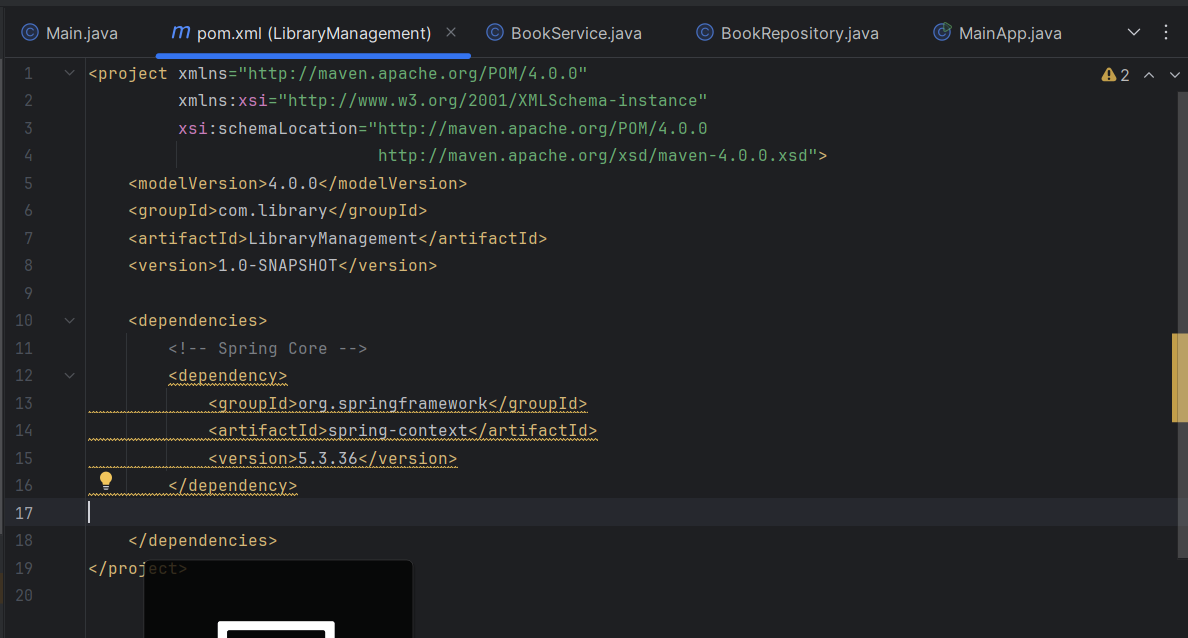 Main.java pom.xml (LibraryManagement) BookService.java BookRepository.java MainApp.java
1 <project xmlns="http://maven.apache.org/POM/4.0.0" 2
2 xmlns:xsi="http://www.w3.org/2001/XMLSchema-instance"
3 xsi:schemaLocation="http://maven.apache.org/POM/4.0.0
4 http://maven.apache.org/xsd/maven-4.0.0.xsd">
5 <modelVersion>4.0.0</modelVersion>
6 <groupId>com.library</groupId>
7 <artifactId>LibraryManagement</artifactId>
8 <version>1.0-SNAPSHOT</version>
9
10 <dependencies>
11 <!-- Spring Core -->
12 <dependency>
13 <groupId>org.springframework</groupId>
14 <artifactId>spring-context</artifactId>
15 <version>5.3.36</version>
16 </dependency>
17
18 </dependencies>
19 </project>
20